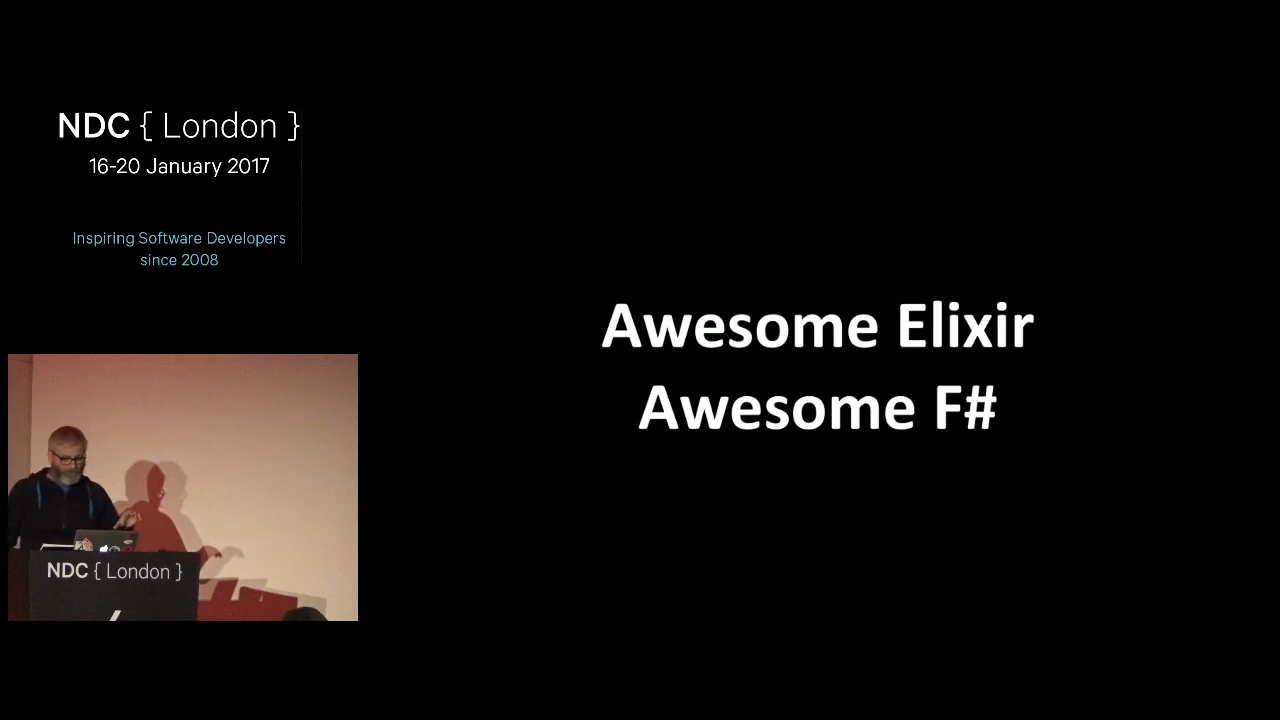 NDC { London }
16-20 January 2017
Inspiring Software Developers
since 2008
Awesome Elixir
Awesome F#
NDC { London }